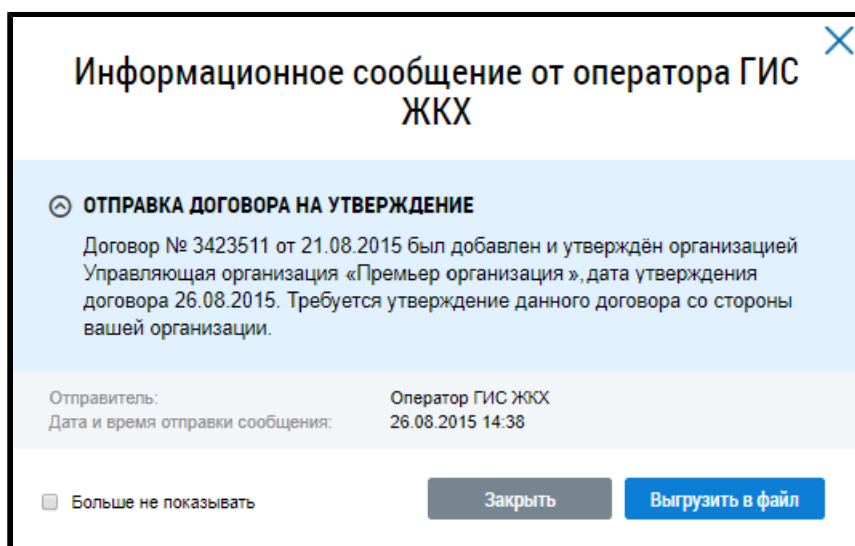 Информационное сообщение от оператора ГИС
ЖКХ
ОТПРАВКА ДОГОВОРА НА УТВЕРЖДЕНИЕ
Договор № 3423511 от 21.08.2015 был добавлен и утверждён организацией
Управляющая организация «Премьер организация », дата утверждения
договора 26.08.2015. Требуется утверждение данного договора со стороны
вашей организации.
Отправитель: Оператор ГИС ЖКХ
Дата и время отправки сообщения: 26.08.2015 14:38
Больше не показывать Закрыть Выгрузить в файл